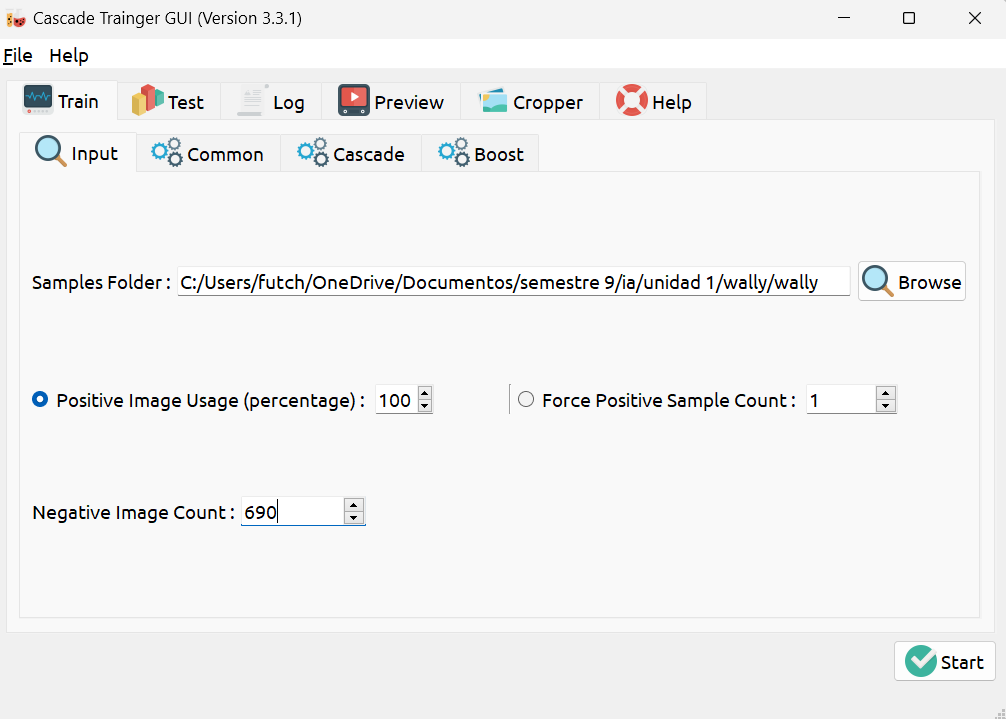 Cascade Trainger GUI (Version 3.3.1)
File Help
Train Test Log Preview Cropper Help
Input Common Cascade Boost
Samples Folder : C:/Users/futch/OneDrive/Documentos/semestre 9/ia/unidad 1/wally/wally Browse
Positive Image Usage (percentage) : 100 Force Positive Sample Count : 1
Negative Image Count : 690
Start